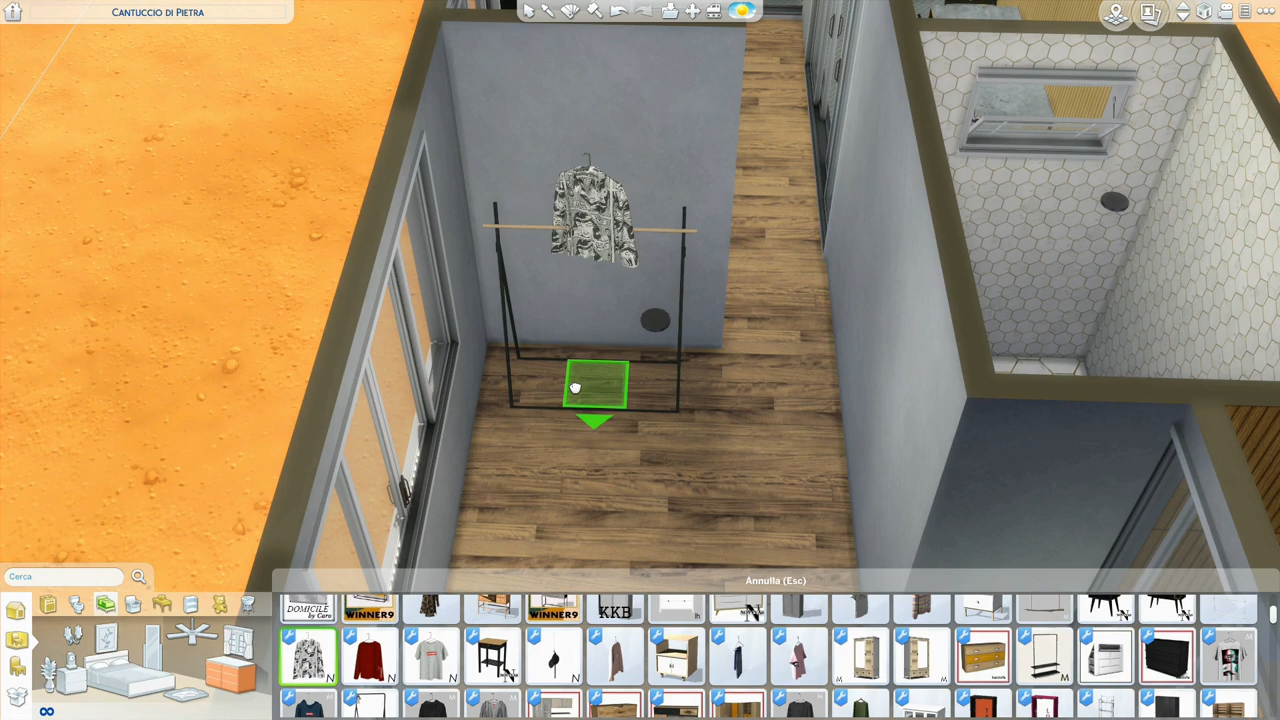 Cantuccio di Pietra
Annulla (Esc)
Cerca
DOMICILE
by Caro
WINNER9
WINNER9
KKB
N
N
N
N
N
N
N
N
M
M
M
M